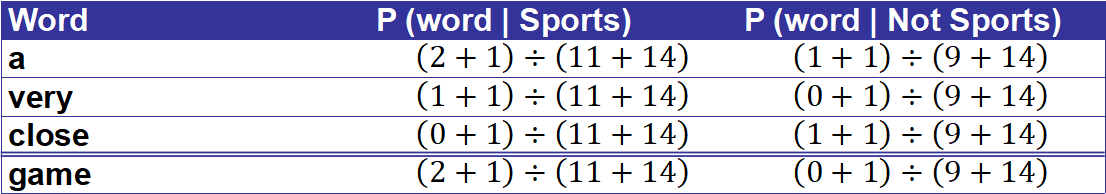 Word P (word | Sports) P (word | Not Sports)
a (2 + 1) ÷ (11 + 14) (1 + 1) ÷ (9 + 14)
very (1 + 1) ÷ (11 + 14) (0 + 1) ÷ (9 + 14)
close (0 + 1) ÷ (11 + 14) (1 + 1) ÷ (9 + 14)
game (2 + 1) ÷ (11 + 14) (0 + 1) ÷ (9 + 14)